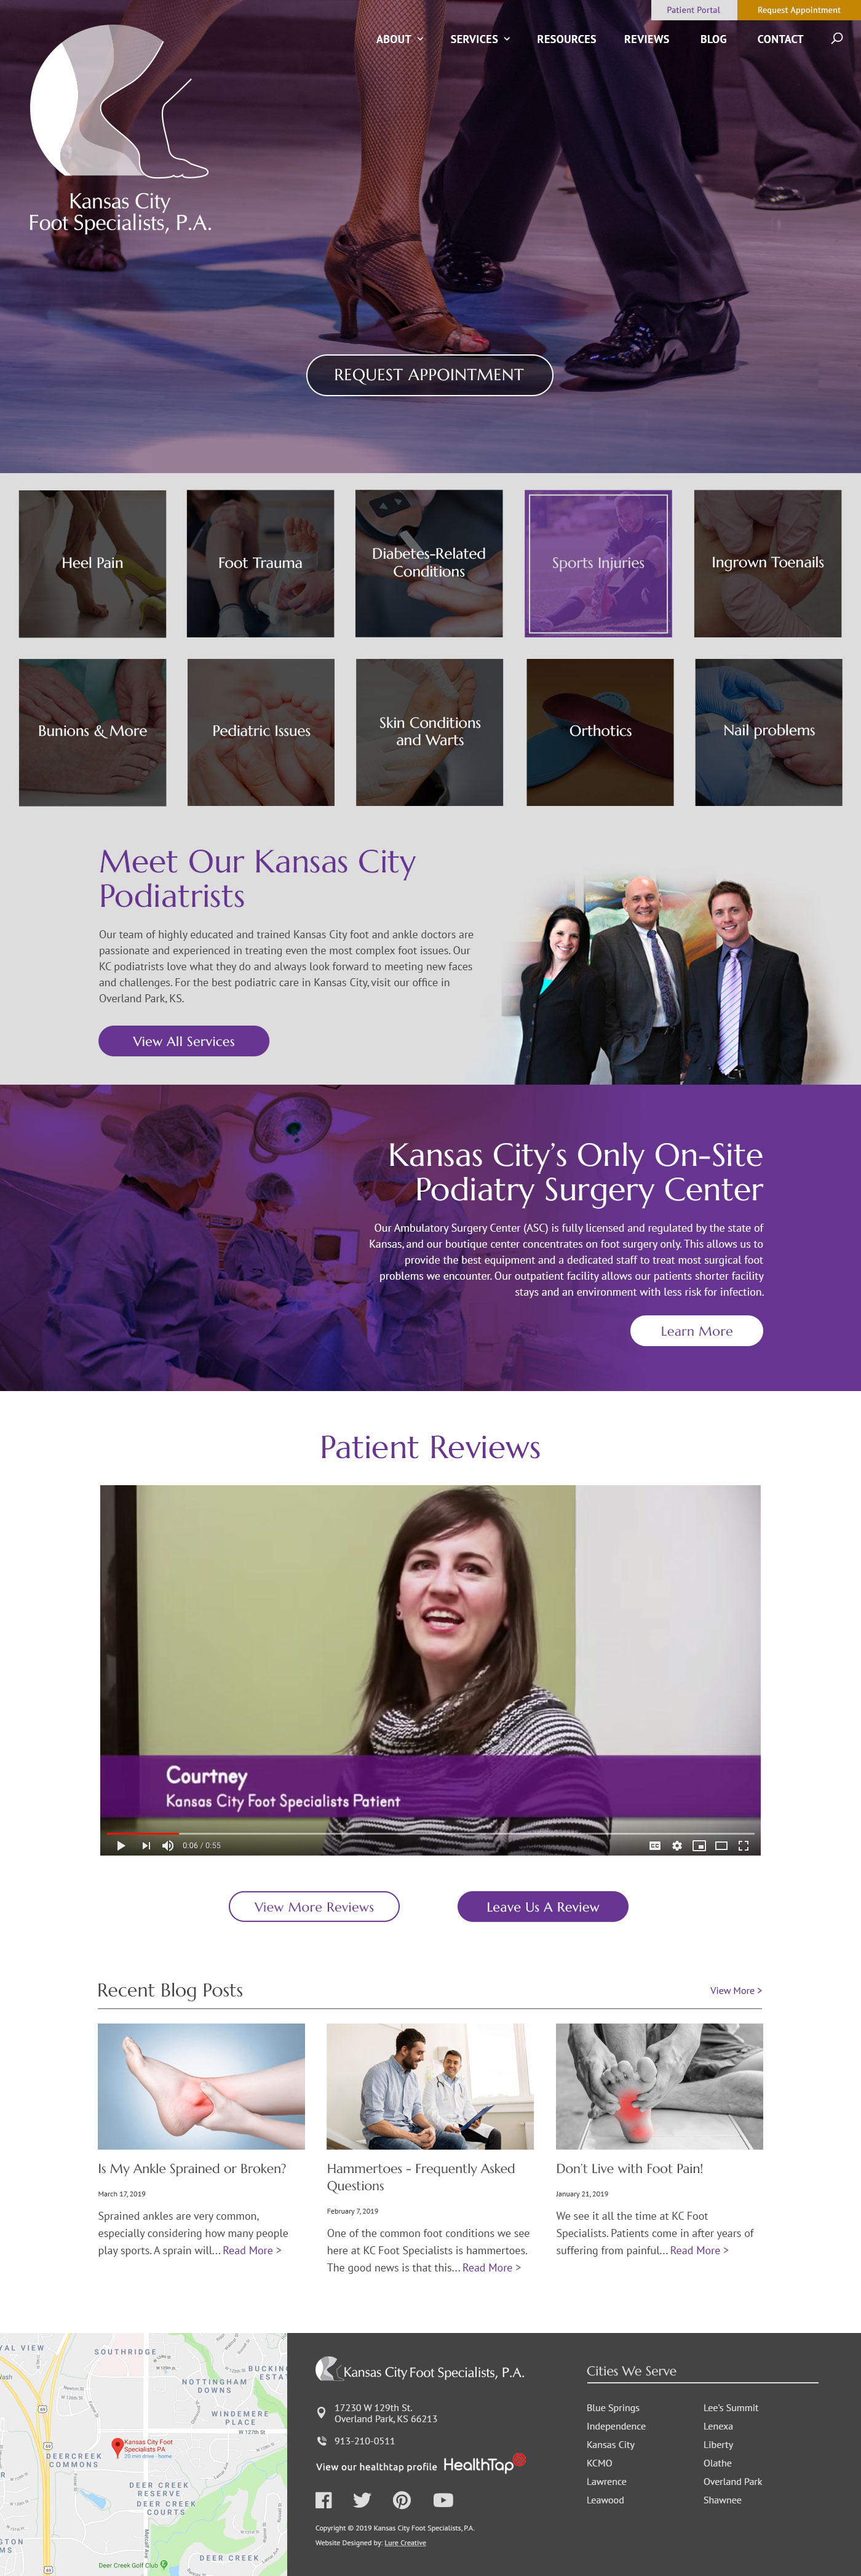 Patient Portal
Request Appointment
ABOUT
SERVICES
RESOURCES
REVIEWS
BLOG
CONTACT
Kansas City
Foot Specialists, P.A.
REQUEST APPOINTMENT
Heel Pain
Foot Trauma
Diabetes-Related
Conditions
Sports Injuries
Ingrown Toenails
Bunions & More
Pediatric Issues
Skin Conditions
and Warts
Orthotics
Nail problems
Meet Our Kansas City
Podiatrists
Our team of highly educated and trained Kansas City foot and ankle doctors are
passionate and experienced in treating even the most complex foot issues. Our
KC podiatrists love what they do and always look forward to meeting new faces
and challenges. For the best podiatric care in Kansas City, visit our office in
Overland Park, KS.
View All Services
Kansas City’s Only On-Site
Podiatry Surgery Center
Our Ambulatory Surgery Center (ASC) is fully licensed and regulated by the state of
Kansas, and our boutique center concentrates on foot surgery only. This allows us to
provide the best equipment and a dedicated staff to treat most surgical foot
problems we encounter. Our outpatient facility allows our patients shorter facility
stays and an environment with less risk for infection.
Learn More
Patient Reviews
Courtney
Kansas City Foot Specialists Patient
0:06 / 0:55
CC
View More Reviews
Leave Us A Review
Recent Blog Posts
View More >
Is My Ankle Sprained or Broken?
March 17, 2019
Sprained ankles are very common,
especially considering how many people
play sports. A sprain will... Read More >
Hammertoes - Frequently Asked
Questions
February 7, 2019
One of the common foot conditions we see
here at KC Foot Specialists is hammertoes.
The good news is that this... Read More >
Don’t Live with Foot Pain!
January 21, 2019
We see it all the time at KC Foot
Specialists. Patients come in after years of
suffering from painful... Read More >
YAL VIEW
SOUTHRIDGE
BUCKING
ESTAT
NOTTINGHAM
DOWNS
WINDEMERE
PLACE
W 127th St
Kansas City Foot
Specialists PA
20 min drive - home
DEERCREEK
COMMONS
DEER CREEK
RESERVE
DEER CREEK
COURTS
Metcalf Ave
69
DEER CREEK
Deer Creek Golf Club
Kansas City Foot Specialists, P.A.
17230 W 129th St.
Overland Park, KS 66213
913-210-0511
View our healthtap profile HealthTap
Copyright © 2019 Kansas City Foot Specialists, P.A.
Website Designed by: Lure Creative
Cities We Serve
Blue Springs
Independence
Kansas City
KCMO
Lawrence
Leawood
Lee's Summit
Lenexa
Liberty
Olathe
Overland Park
Shawnee